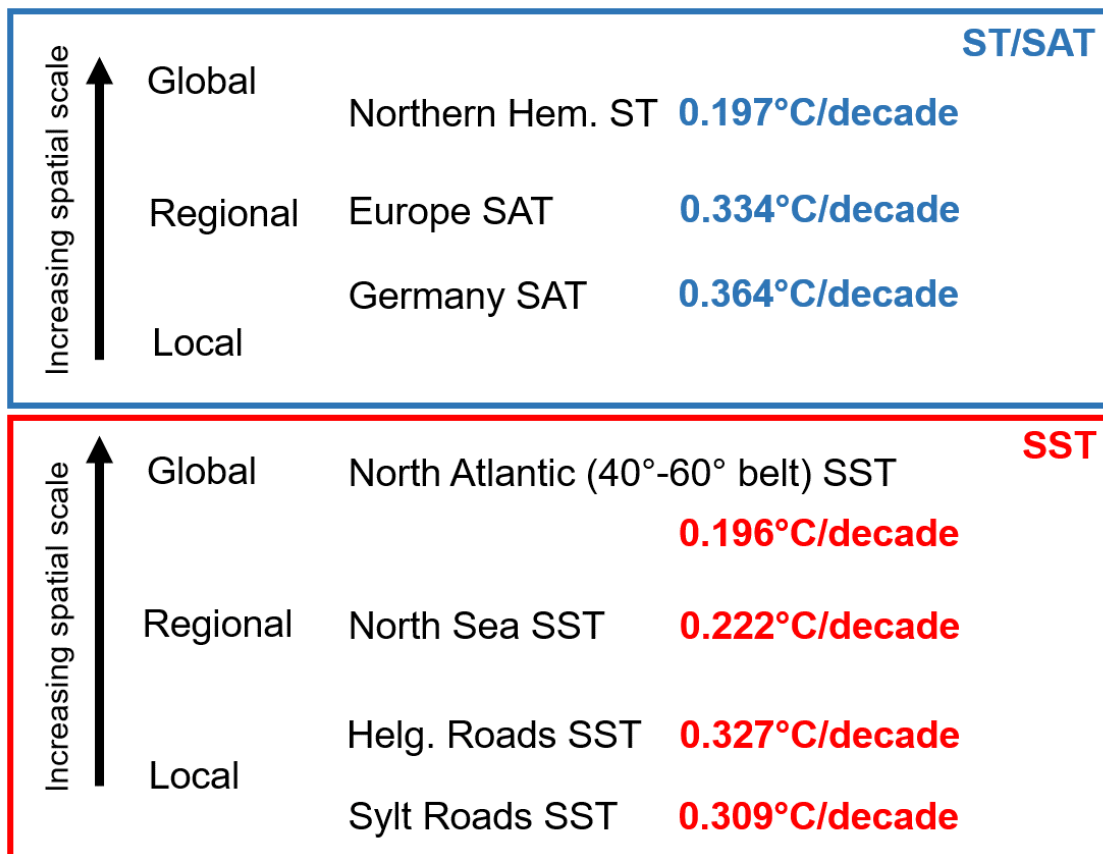 ST/SAT
Increasing spatial scale
Global
Northern Hem. ST 0.197°C/decade
Regional Europe SAT 0.334°C/decade
Germany SAT 0.364°C/decade
Local
SST
Increasing spatial scale
Global North Atlantic (40°-60° belt) SST
0.196°C/decade
Regional North Sea SST 0.222°C/decade
Helg. Roads SST 0.327°C/decade
Local
Sylt Roads SST 0.309°C/decade